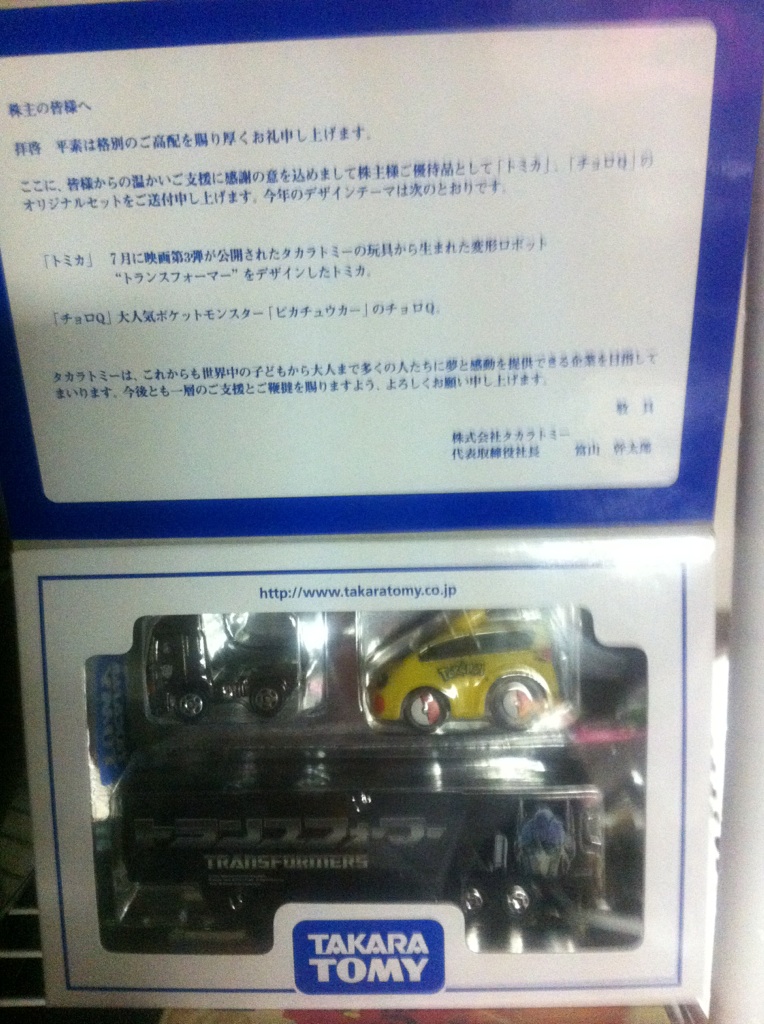 株主の皆様へ
拝啓　平素は格別のご高配を賜り厚くお礼申し上げます。
ここに、皆様からの温かいご支援に感謝の意を込めまして株主様ご優待品として「トミカ」、「チョロQ」の
オリジナルセットをご送付申し上げます。今年のデザインテーマは次のとおりです。
「トミカ」　7月に映画第3弾が公開されたタカラトミーの玩具から生まれた変形ロボット
“トランスフォーマー”をデザインしたトミカ。
「チョロQ」大人気ポケットモンスター「ピカチュウカー」のチョロQ。
タカラトミーは、これからも世界中の子どもから大人まで多くの人たちに夢と感動を提供できる企業を目指して
まいります。今後とも一層のご支援とご鞭撻を賜りますよう、よろしくお願い申し上げます。
敬具
株式会社タカラトミー
代表取締役社長　富山　幹太郎
http://www.takaratomy.co.jp
トランスフォーマー
TRANSFORMERS
TAKARA
TOMY